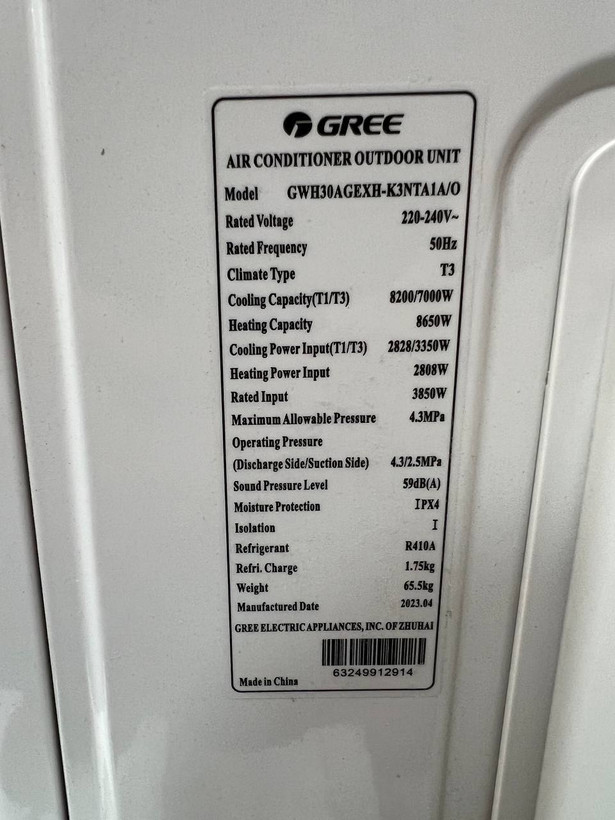 GREE
AIR CONDITIONER OUTDOOR UNIT
Model GWH30AGEXH-K3NTA1A/O
Rated Voltage 220-240V~
Rated Frequency 50Hz
Climate Type T3
Cooling Capacity(T1/T3) 8200/7000W
Heating Capacity 8650W
Cooling Power Input(T1/T3) 2828/3350W
Heating Power Input 2808W
Rated Input 3850W
Maximum Allowable Pressure 4.3MPa
Operating Pressure
(Discharge Side/Suction Side) 4.3/2.5MPa
Sound Pressure Level 59dB(A)
Moisture Protection IPX4
Isolation I
Refrigerant R410A
Refri. Charge 1.75kg
Weight 65.5kg
Manufactured Date 2023.04
GREE ELECTRIC APPLIANCES, INC. OF ZHUHAI
63249912914
Made in China